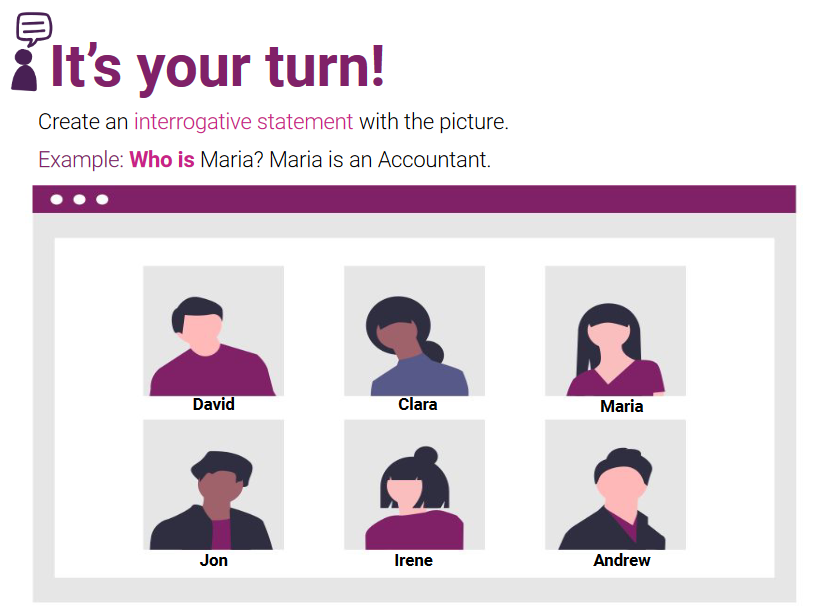 It's your turn!
Create an interrogative statement with the picture.
Example: Who is Maria? Maria is an Accountant.
David
Clara
Maria
Jon
Irene
Andrew